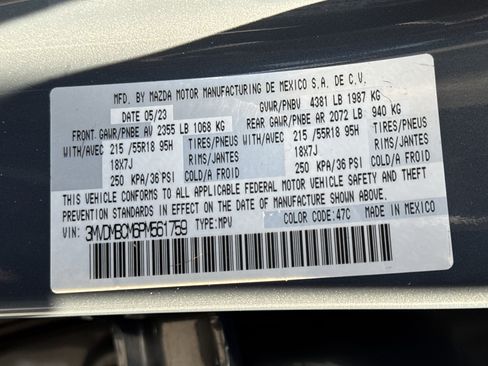 MFD. BY MAZDA MOTOR MANUFACTURING DE MEXICO S.A. DE C.V.
DATE 05/23 GVWR/PNBV 4381 LB 1987 KG
FRONT GAWR/PNBE AV 2355 LB 1068 KG REAR GAWR/PNBE AR 2072 LB 940 KG
WITH/AVEC 215 /55R18 95H TIRES/PNEUS WITH/AVEC 215 /55R18 95H TIRES/PNEUS
18X7J RIMS/JANTES 18X7J RIMS/JANTES
250 KPA/36 PSI COLD/A FROID 250 KPA/36 PSI COLD/A FROID
THIS VEHICLE CONFORMS TO ALL APPLICABLE FEDERAL MOTOR VEHICLE SAFETY AND THEFT
PREVENTION STANDARDS IN EFFECT ON THE DATE OF MANUFACTURE SHOWN ABOVE.
VIN: 3MVDMBCM6PM561759 TYPE: MPV COLOR CODE: 47C MADE IN MEXICO